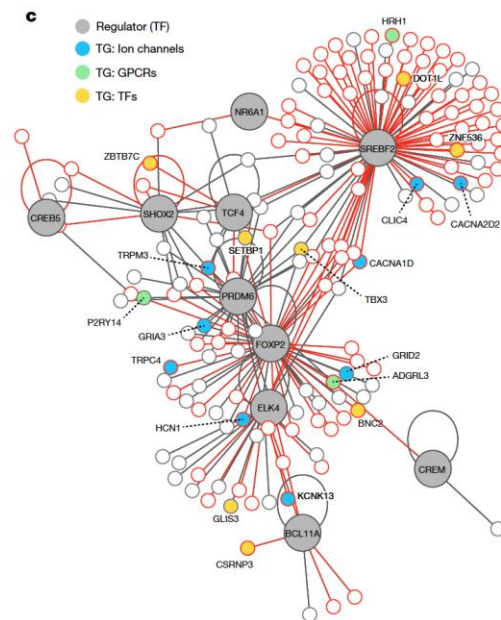 c
Regulator (TF)
TG: Ion channels
TG: GPCRs
TG: TFs
HRH1
DOT1L
NR6A1
SREBF2
ZNF536
ZBTB7C
CREB5
SHOX2
TCF4
CLIC4
CACNA2D2
SETBP1
TRPM3
CACNA1D
PRDM6
TBX3
P2RY14
GRIA3
FOXP2
TRPC4
GRID2
ADGRL3
ELK4
HCN1
BNC2
CREM
KCNK13
GLIS3
BCL11A
CSRNP3